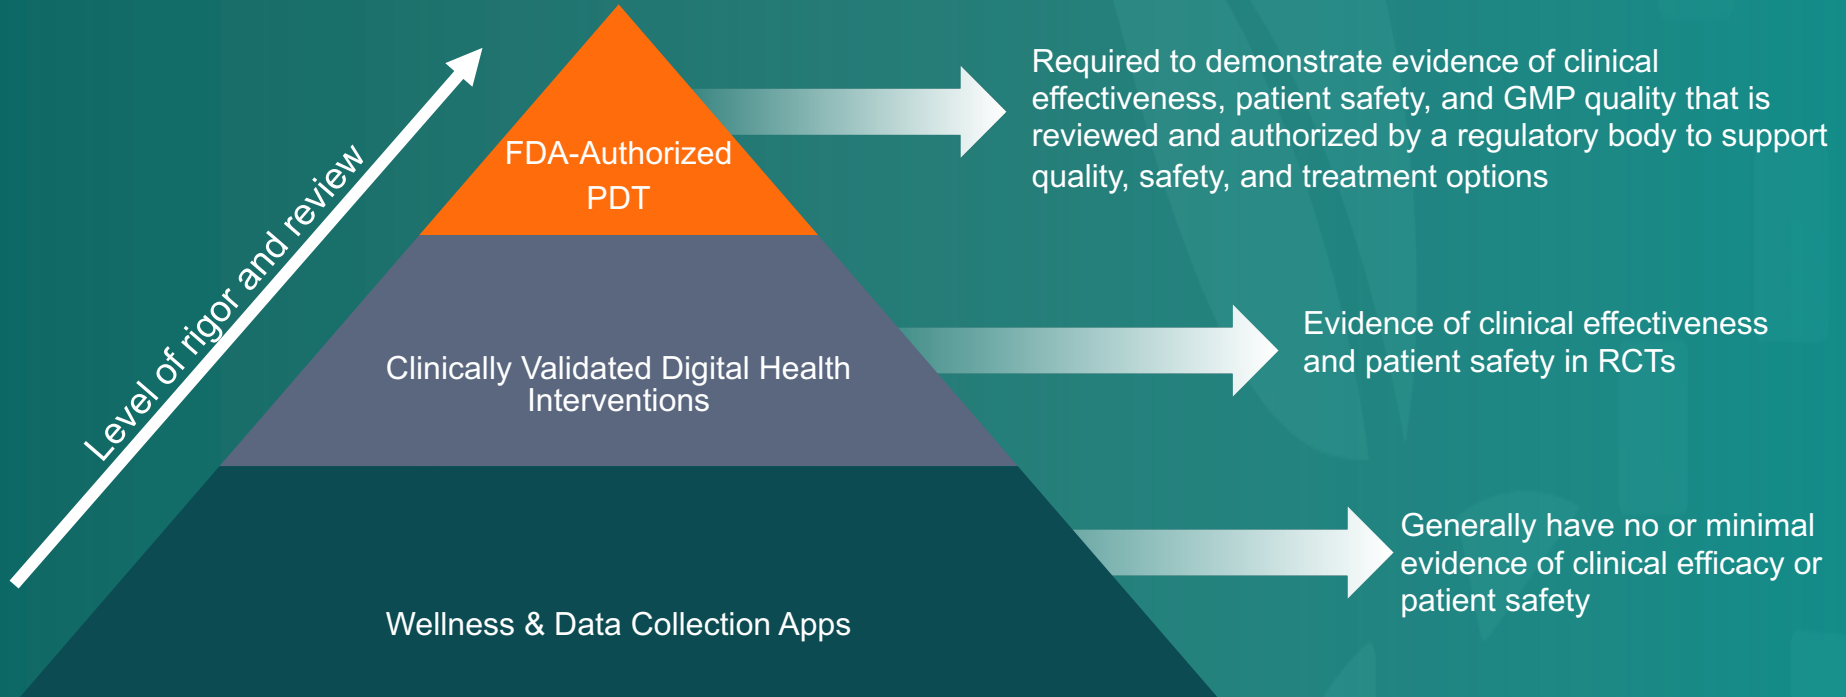 Level of rigor and review
FDA-Authorized
PDT
Required to demonstrate evidence of clinical
effectiveness, patient safety, and GMP quality that is
reviewed and authorized by a regulatory body to support
quality, safety, and treatment options
Clinically Validated Digital Health
Interventions
Evidence of clinical effectiveness
and patient safety in RCTs
Wellness & Data Collection Apps
Generally have no or minimal
evidence of clinical efficacy or
patient safety